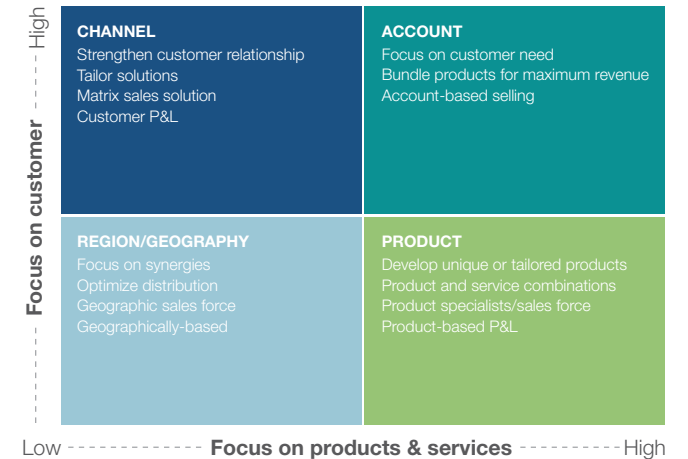 High
Focus on customer
CHANNEL
Strengthen customer relationship
Tailor solutions
Matrix sales solution
Customer P&L
ACCOUNT
Focus on customer need
Bundle products for maximum revenue
Account-based selling
REGION/GEOGRAPHY
Focus on synergies
Optimize distribution
Geographic sales force
Geographically-based
PRODUCT
Develop unique or tailored products
Product and service combinations
Product specialists/sales force
Product-based P&L
Low Focus on products & services High